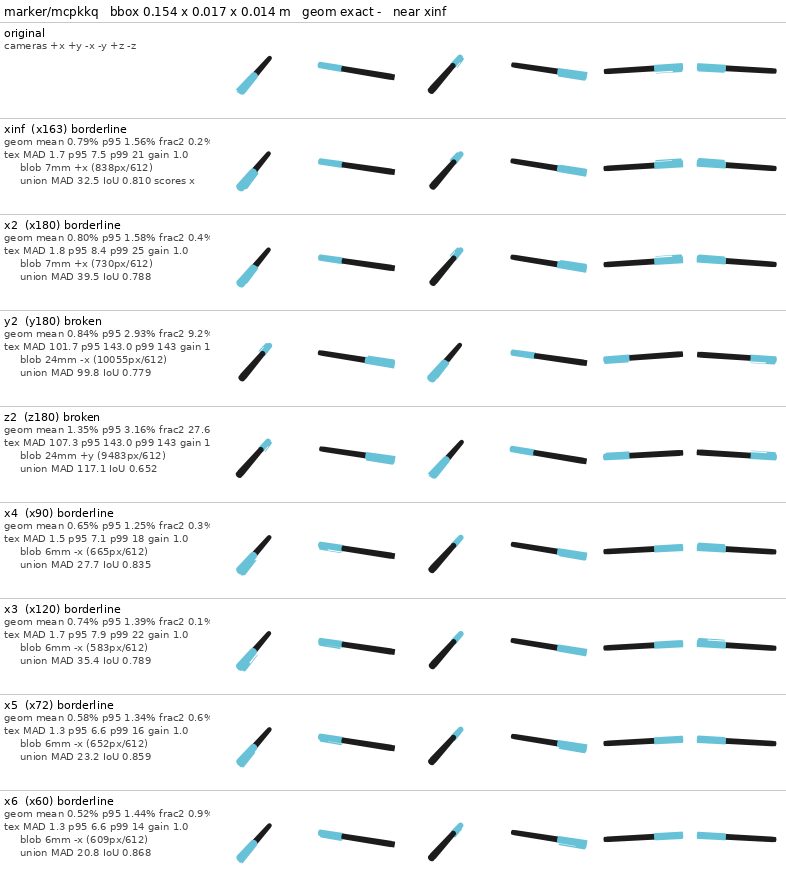 marker/mcpkkq bbox 0.154 x 0.017 x 0.014 m geom exact - near xinf
original
cameras +x +y -x -y +z -z
xinf (x163) borderline
geom mean 0.79% p95 1.56% frac2 0.2%
tex MAD 1.7 p95 7.5 p99 21 gain 1.0
blob 7mm +x (838px/612)
union MAD 32.5 IoU 0.810 scores x
x2 (x180) borderline
geom mean 0.80% p95 1.58% frac2 0.4%
tex MAD 1.8 p95 8.4 p99 25 gain 1.0
blob 7mm +x (730px/612)
union MAD 39.5 IoU 0.788
y2 (y180) broken
geom mean 0.84% p95 2.93% frac2 9.2%
tex MAD 101.7 p95 143.0 p99 143 gain 1
blob 24mm -x (10055px/612)
union MAD 99.8 IoU 0.779
z2 (z180) broken
geom mean 1.35% p95 3.16% frac2 27.6
tex MAD 107.3 p95 143.0 p99 143 gain 1
blob 24mm +y (9483px/612)
union MAD 117.1 IoU 0.652
x4 (x90) borderline
geom mean 0.65% p95 1.25% frac2 0.3%
tex MAD 1.5 p95 7.1 p99 18 gain 1.0
blob 6mm -x (665px/612)
union MAD 27.7 IoU 0.835
x3 (x120) borderline
geom mean 0.74% p95 1.39% frac2 0.1%
tex MAD 1.7 p95 7.9 p99 22 gain 1.0
blob 6mm -x (583px/612)
union MAD 35.4 IoU 0.789
x5 (x72) borderline
geom mean 0.58% p95 1.34% frac2 0.6%
tex MAD 1.3 p95 6.6 p99 16 gain 1.0
blob 6mm -x (652px/612)
union MAD 23.2 IoU 0.859
x6 (x60) borderline
geom mean 0.52% p95 1.44% frac2 0.9%
tex MAD 1.3 p95 6.6 p99 14 gain 1.0
blob 6mm -x (609px/612)
union MAD 20.8 IoU 0.868